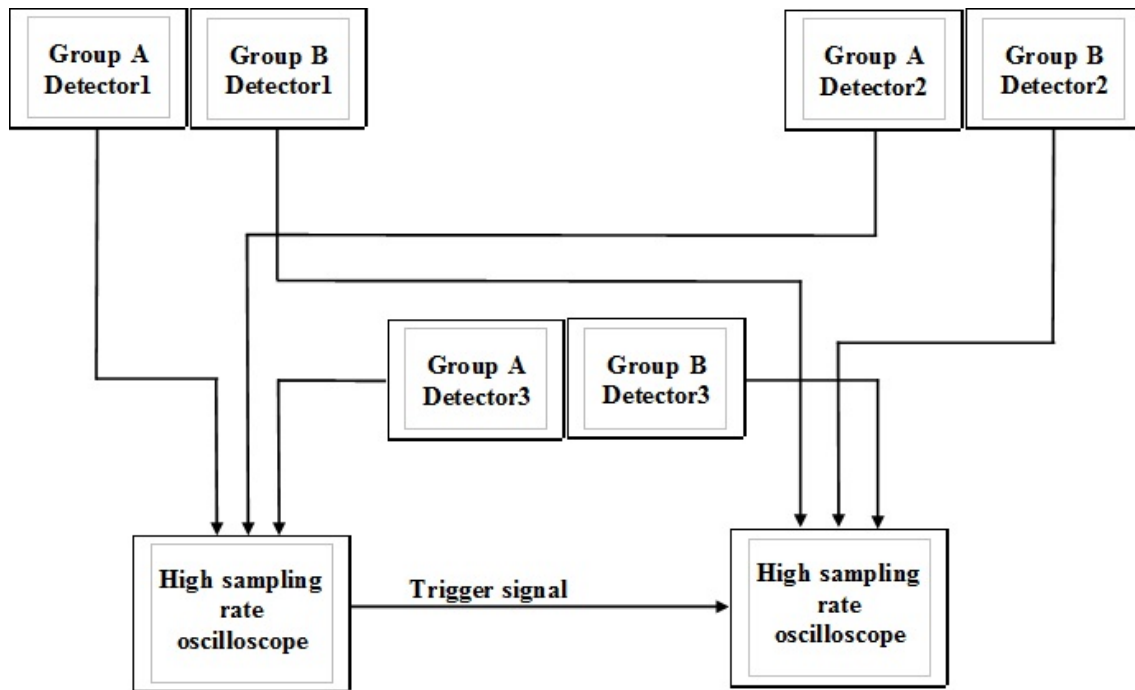 Group A
Detector1
Group B
Detector1
Group A
Detector2
Group B
Detector2
Group A
Detector3
Group B
Detector3
High sampling
rate
oscilloscope
Trigger signal
High sampling
rate
oscilloscope